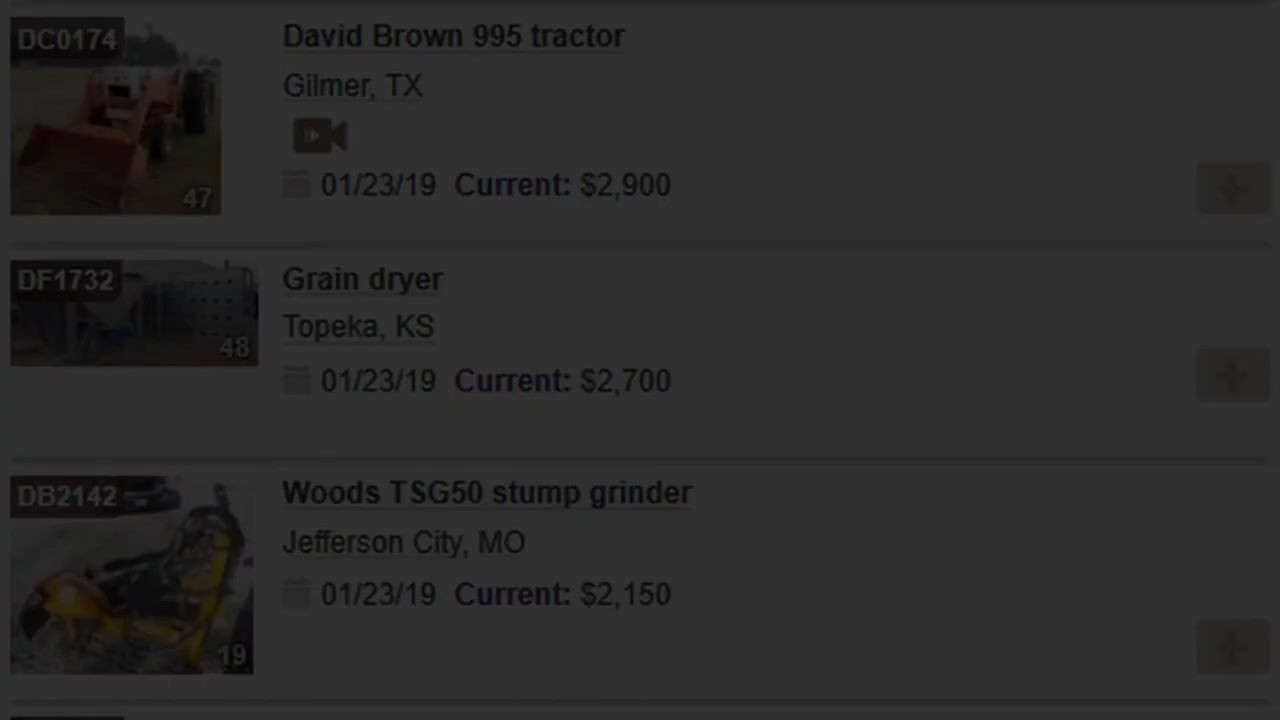 DC0174
David Brown 995 tractor
Gilmer, TX
01/23/19 Current: $2,900
47
DF1732
Grain dryer
Topeka, KS
48
01/23/19 Current: $2,700
DB2142
Woods TSG50 stump grinder
Jefferson City, MO
01/23/19 Current: $2,150
19